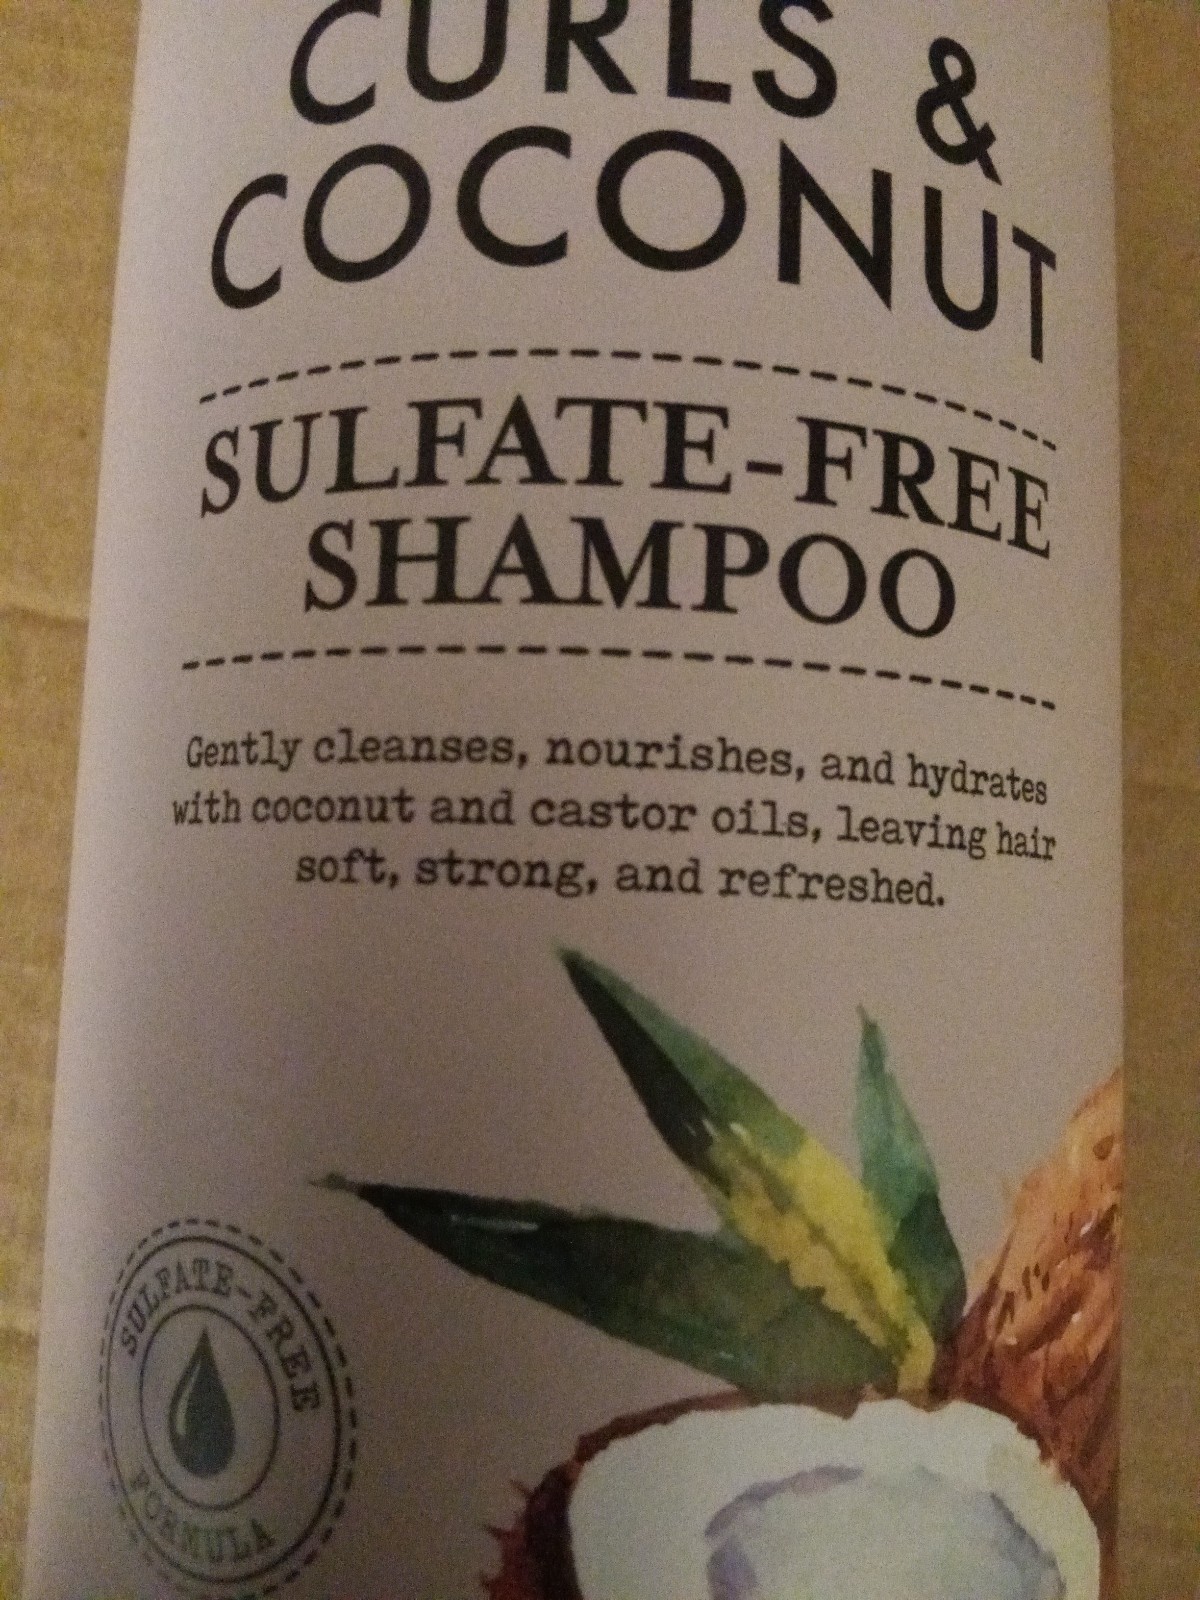 CURLS &
COCONUT
SULFATE-FREE
SHAMPOO
Gently cleanses, nourishes, and hydrates
with coconut and castor oils, leaving hair
soft, strong, and refreshed.
SULFATE-FREE
FORMULA